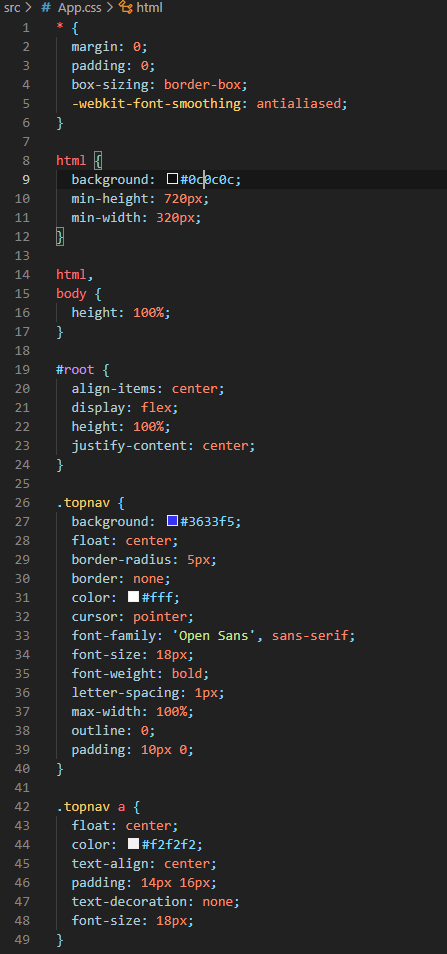 src > # App.css > html
1 * {
2   margin: 0;
3   padding: 0;
4   box-sizing: border-box;
5   -webkit-font-smoothing: antialiased;
6 }
7
8 html {
9   background: #0c0c0c;
10   min-height: 720px;
11   min-width: 320px;
12 }
13
14 html,
15 body {
16   height: 100%;
17 }
18
19 #root {
20   align-items: center;
21   display: flex;
22   height: 100%;
23   justify-content: center;
24 }
25
26 .topnav {
27   background: #3633f5;
28   float: center;
29   border-radius: 5px;
30   border: none;
31   color: #fff;
32   cursor: pointer;
33   font-family: 'Open Sans', sans-serif;
34   font-size: 18px;
35   font-weight: bold;
36   letter-spacing: 1px;
37   max-width: 100%;
38   outline: 0;
39   padding: 10px 0;
40 }
41
42 .topnav a {
43   float: center;
44   color: #f2f2f2;
45   text-align: center;
46   padding: 14px 16px;
47   text-decoration: none;
48   font-size: 18px;
49 }